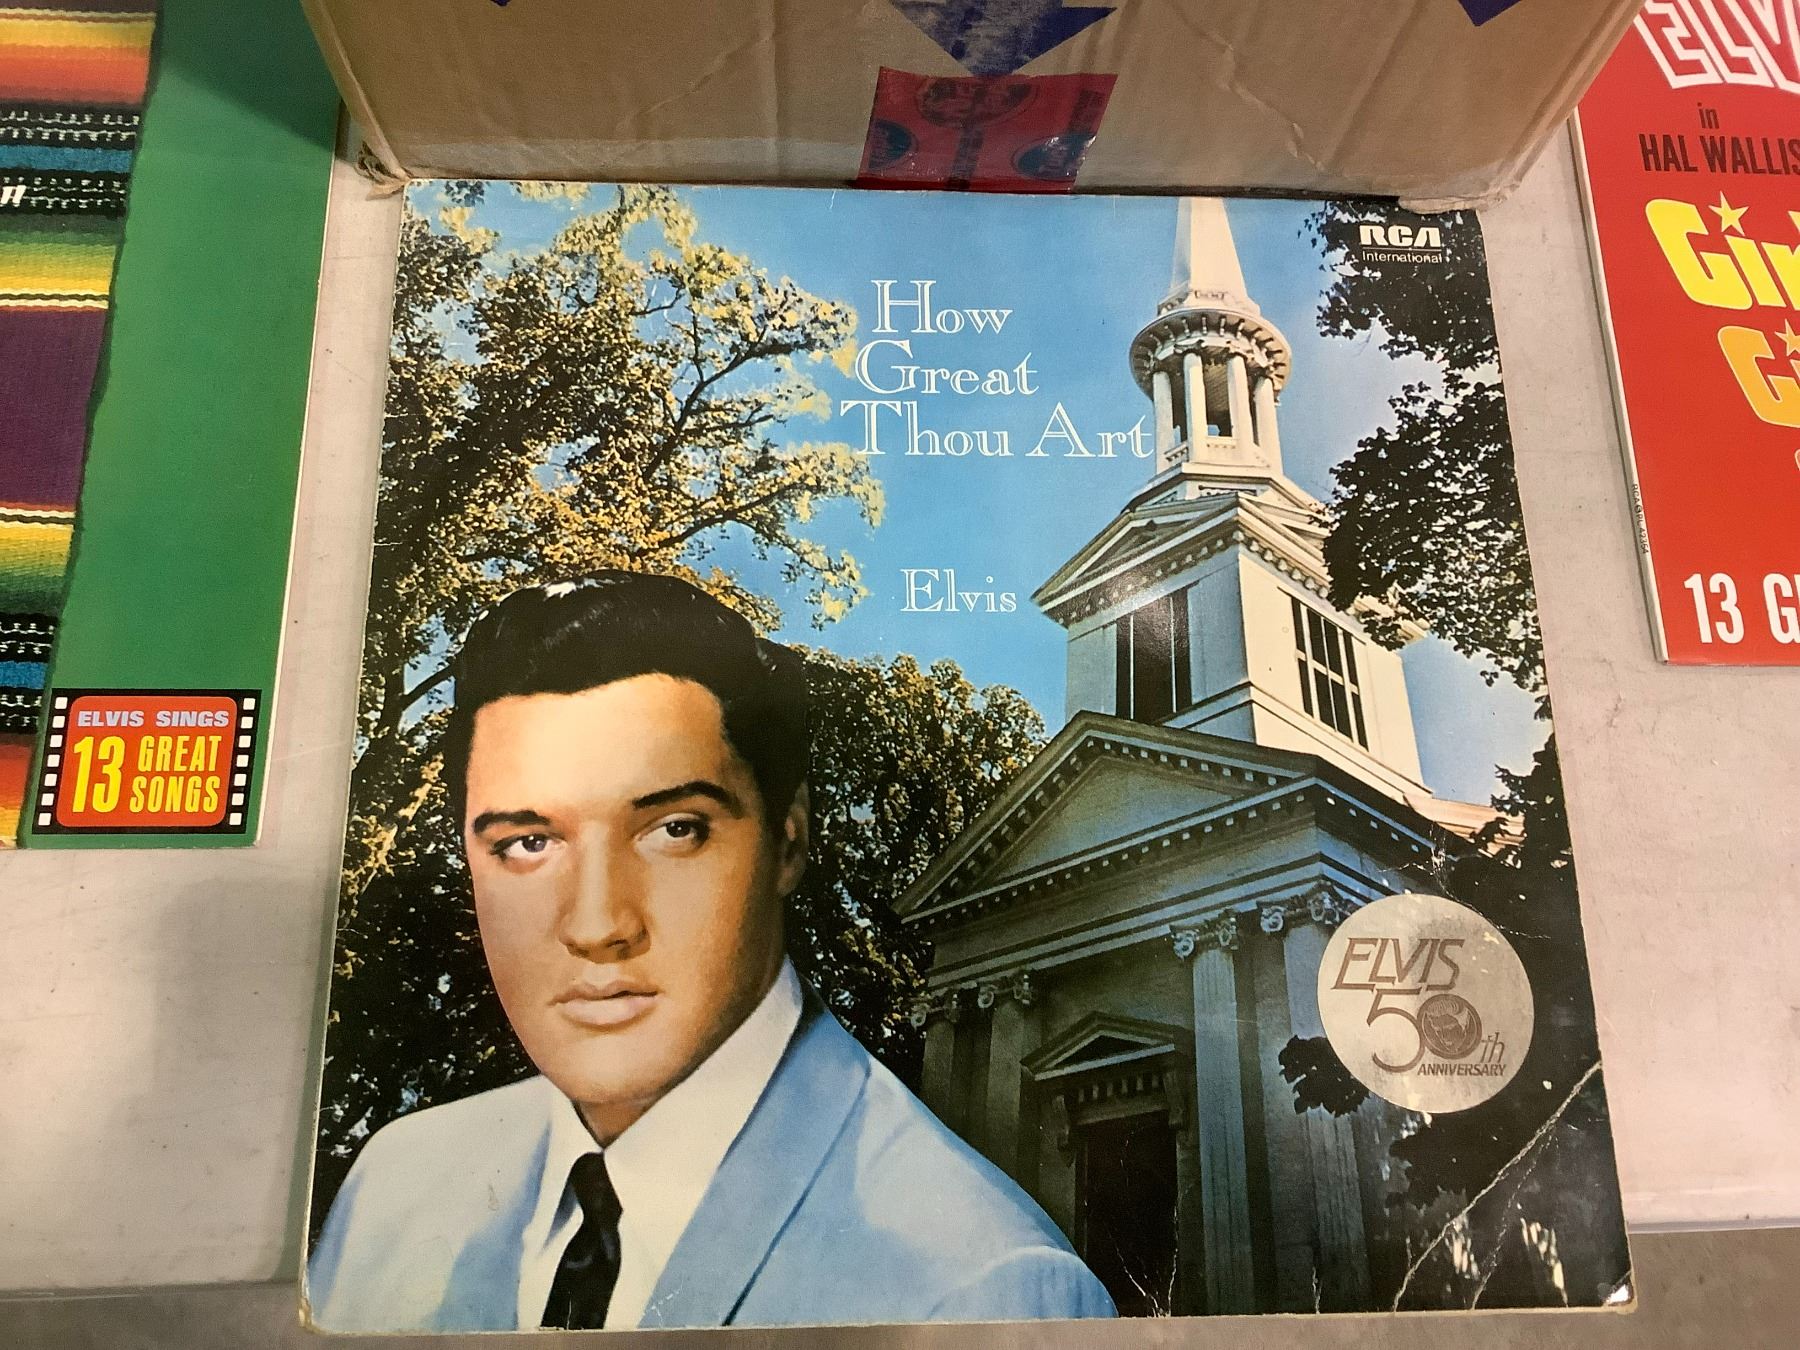 RCA
International
How
Great
Thou Art
Elvis
ELVIS
50th
ANNIVERSARY
ELVIS SINGS
13 GREAT
SONGS
in
HAL WALLIS
13